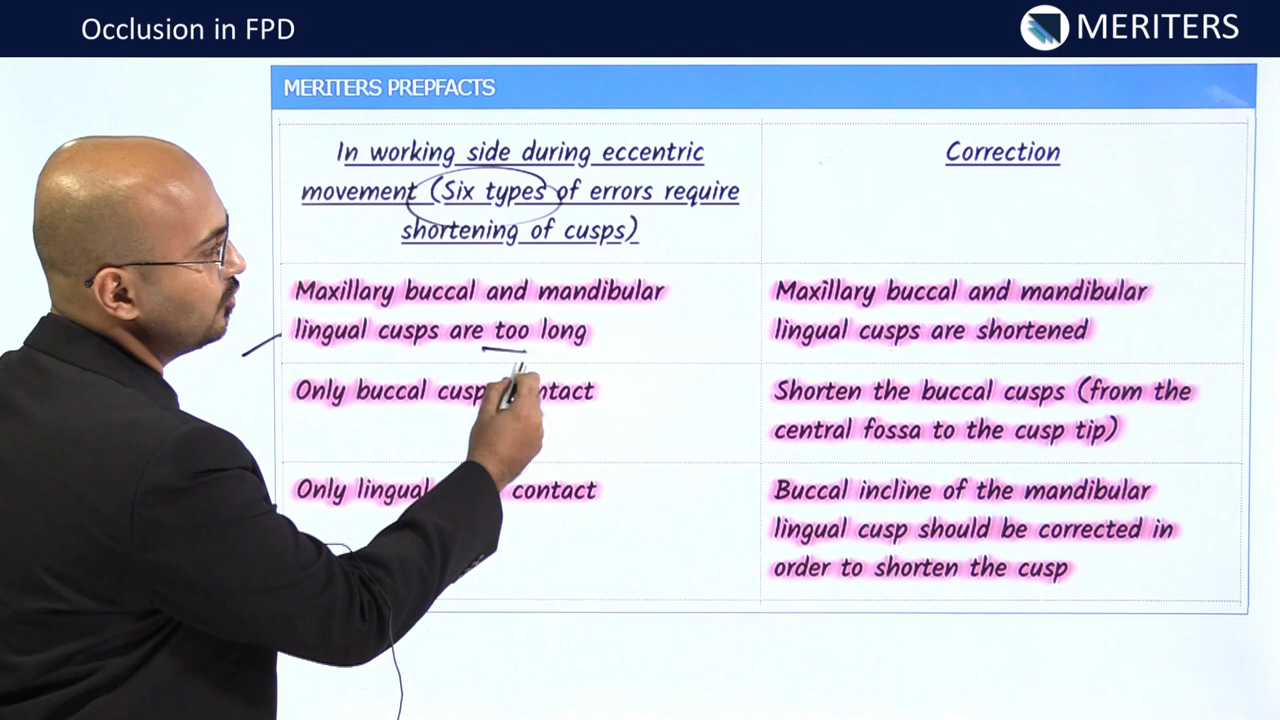 Occlusion in FPD
MERITERS
MERITERS PREPFACTS
In working side during eccentric
movement (Six types of errors require
shortening of cusps)
Correction
Maxillary buccal and mandibular
lingual cusps are too long
Maxillary buccal and mandibular
lingual cusps are shortened
Only buccal
Shorten the buccal cusps (from the
central fossa to the cusp tip)
Only lingual contact
Buccal incline of the mandibular
lingual cusp should be corrected in
order to shorten the cusp